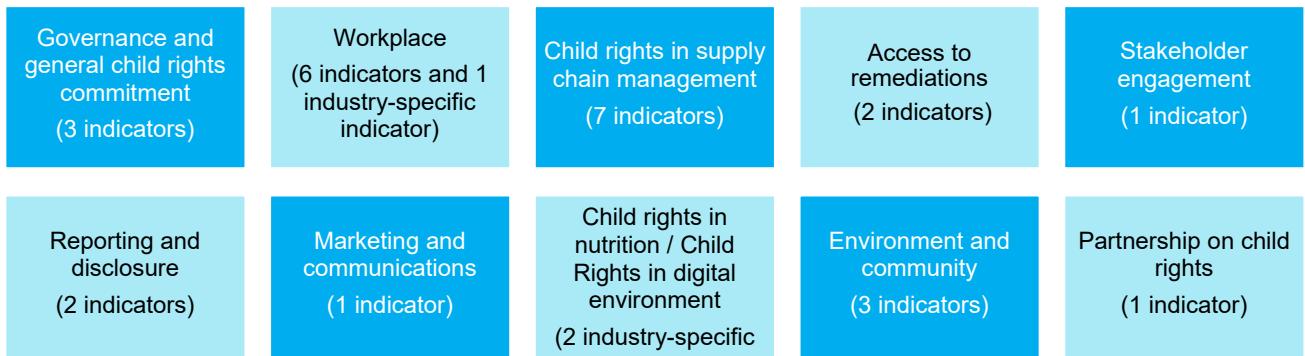 Governance and
general child rights
commitment
(3 indicators)
Workplace
(6 indicators and 1
industry-specific
indicator)
Child rights in supply
chain management
(7 indicators)
Access to
remediations
(2 indicators)
Stakeholder
engagement
(1 indicator)
Reporting and
disclosure
(2 indicators)
Marketing and
communications
(1 indicator)
Child rights in
nutrition / Child
Rights in digital
environment
(2 industry-specific
Environment and
community
(3 indicators)
Partnership on child
rights
(1 indicator)